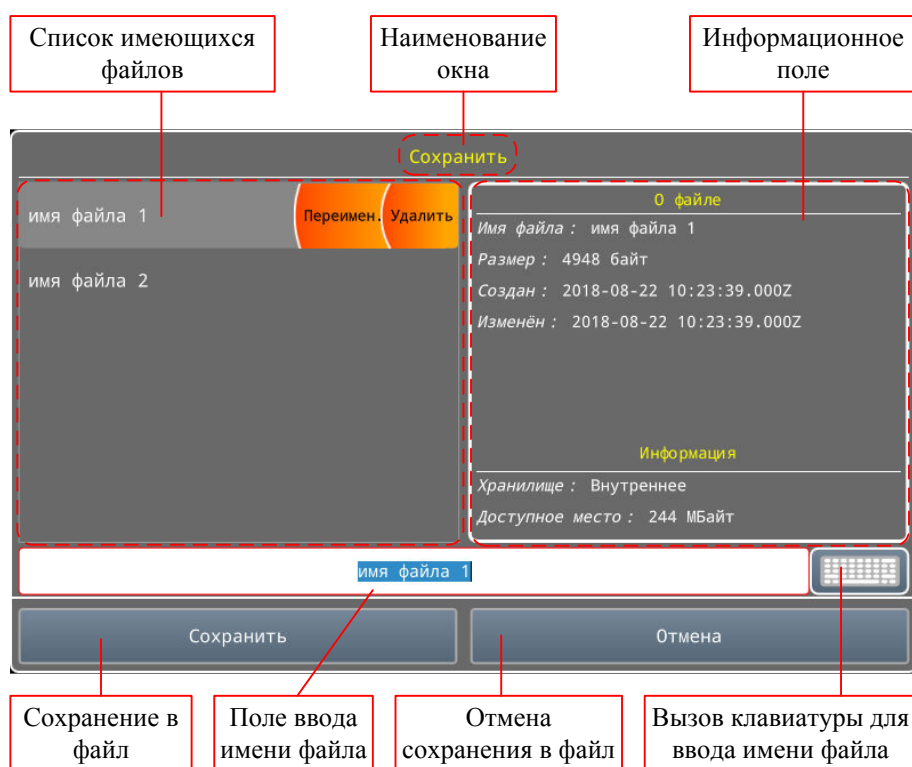 Список имеющихся
файлов
Наименование
окна
Информационное
поле
Сохранить
имя файла 1
Переимен.
Удалить
имя файла 2
О файле
Имя файла : имя файла 1
Размер : 4948 байт
Создан : 2018-08-22 10:23:39.000Z
Изменён : 2018-08-22 10:23:39.000Z
Информация
Хранилище : Внутреннее
Доступное место : 244 МБайт
имя файла 1
Сохранить
Отмена
Сохранение в
файл
Поле ввода
имени файла
Отмена
сохранения в файл
Вызов клавиатуры для
ввода имени файла